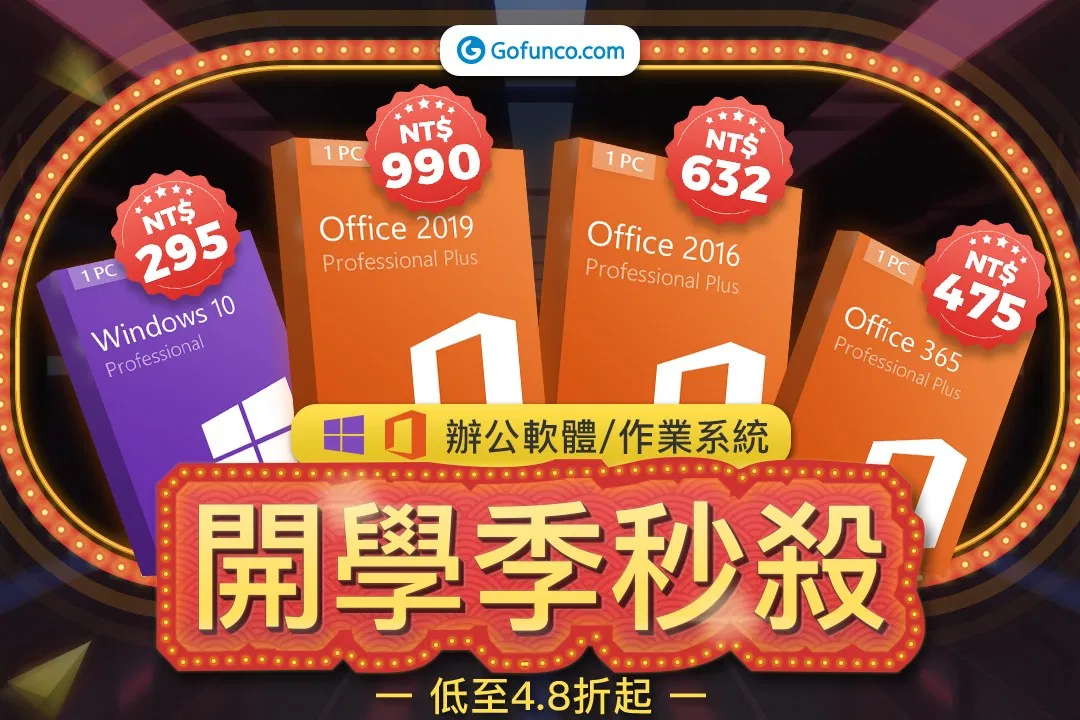 Gofunco.com
NT$
295
1 PC
Windows 10
Professional
NT$
990
1 PC
Office 2019
Professional Plus
NT$
632
1 PC
Office 2016
Professional Plus
NT$
475
1 PC
Office 365
Professional Plus
辦公軟體/作業系統
開學季秒殺
— 低至4.8折起 —